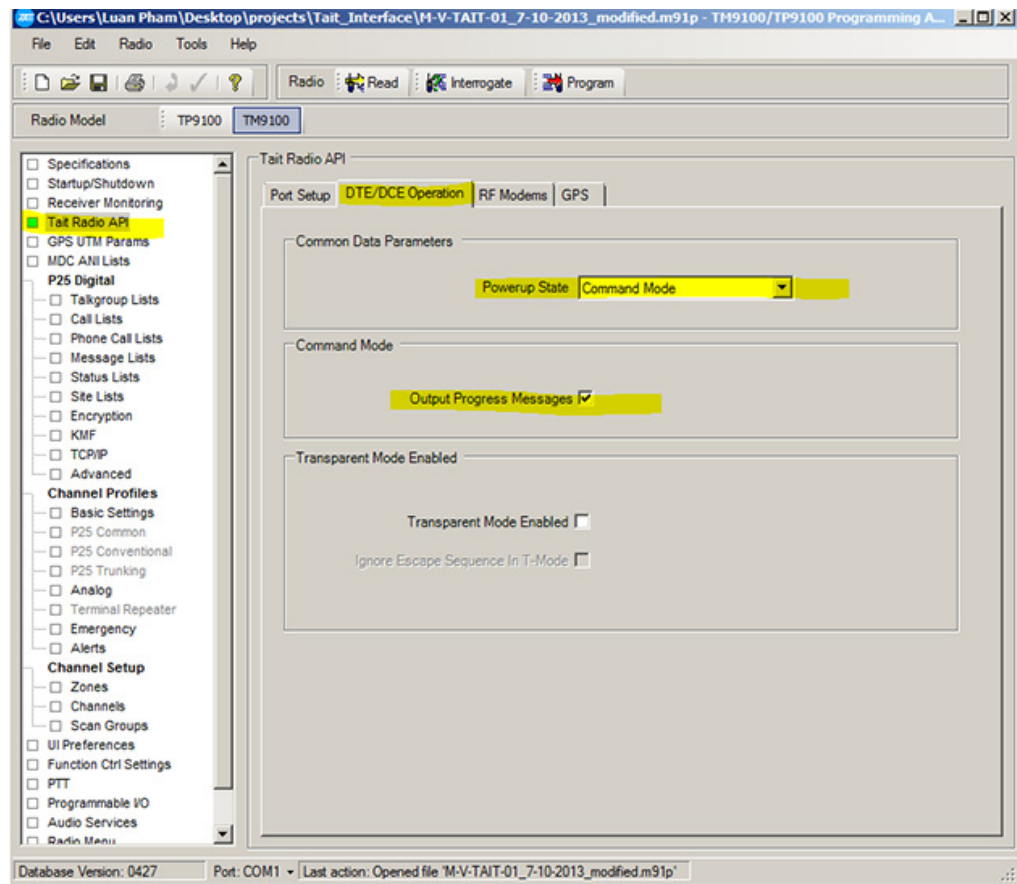 C:\Users\Luan Pham\Desktop\projects\Tait_Interface\M-V-TAIT-01_7-10-2013_modified.m91p - TM9100/TP9100 Programming A...
File Edit Radio Tools Help
Radio Read Interrogate Program
Radio Model TP9100 TM9100
Specifications
Startup/Shutdown
Receiver Monitoring
Tait Radio API
GPS UTM Params
MDC ANI Lists
P25 Digital
Talkgroup Lists
Call Lists
Phone Call Lists
Message Lists
Status Lists
Site Lists
Encryption
KMF
TCP/IP
Advanced
Channel Profiles
Basic Settings
P25 Common
P25 Conventional
P25 Trunking
Analog
Terminal Repeater
Emergency
Alerts
Channel Setup
Zones
Channels
Scan Groups
UI Preferences
Function Ctrl Settings
PTT
Programmable I/O
Audio Services
Radio Menu
Tait Radio API
Port Setup DTE/DCE Operation RF Modems GPS
Common Data Parameters
Powerup State Command Mode
Command Mode
Output Progress Messages
Transparent Mode Enabled
Transparent Mode Enabled
Ignore Escape Sequence In T-Mode
Database Version: 0427 Port: COM1 Last action: Opened file 'M-V-TAIT-01_7-10-2013_modified.m91p'